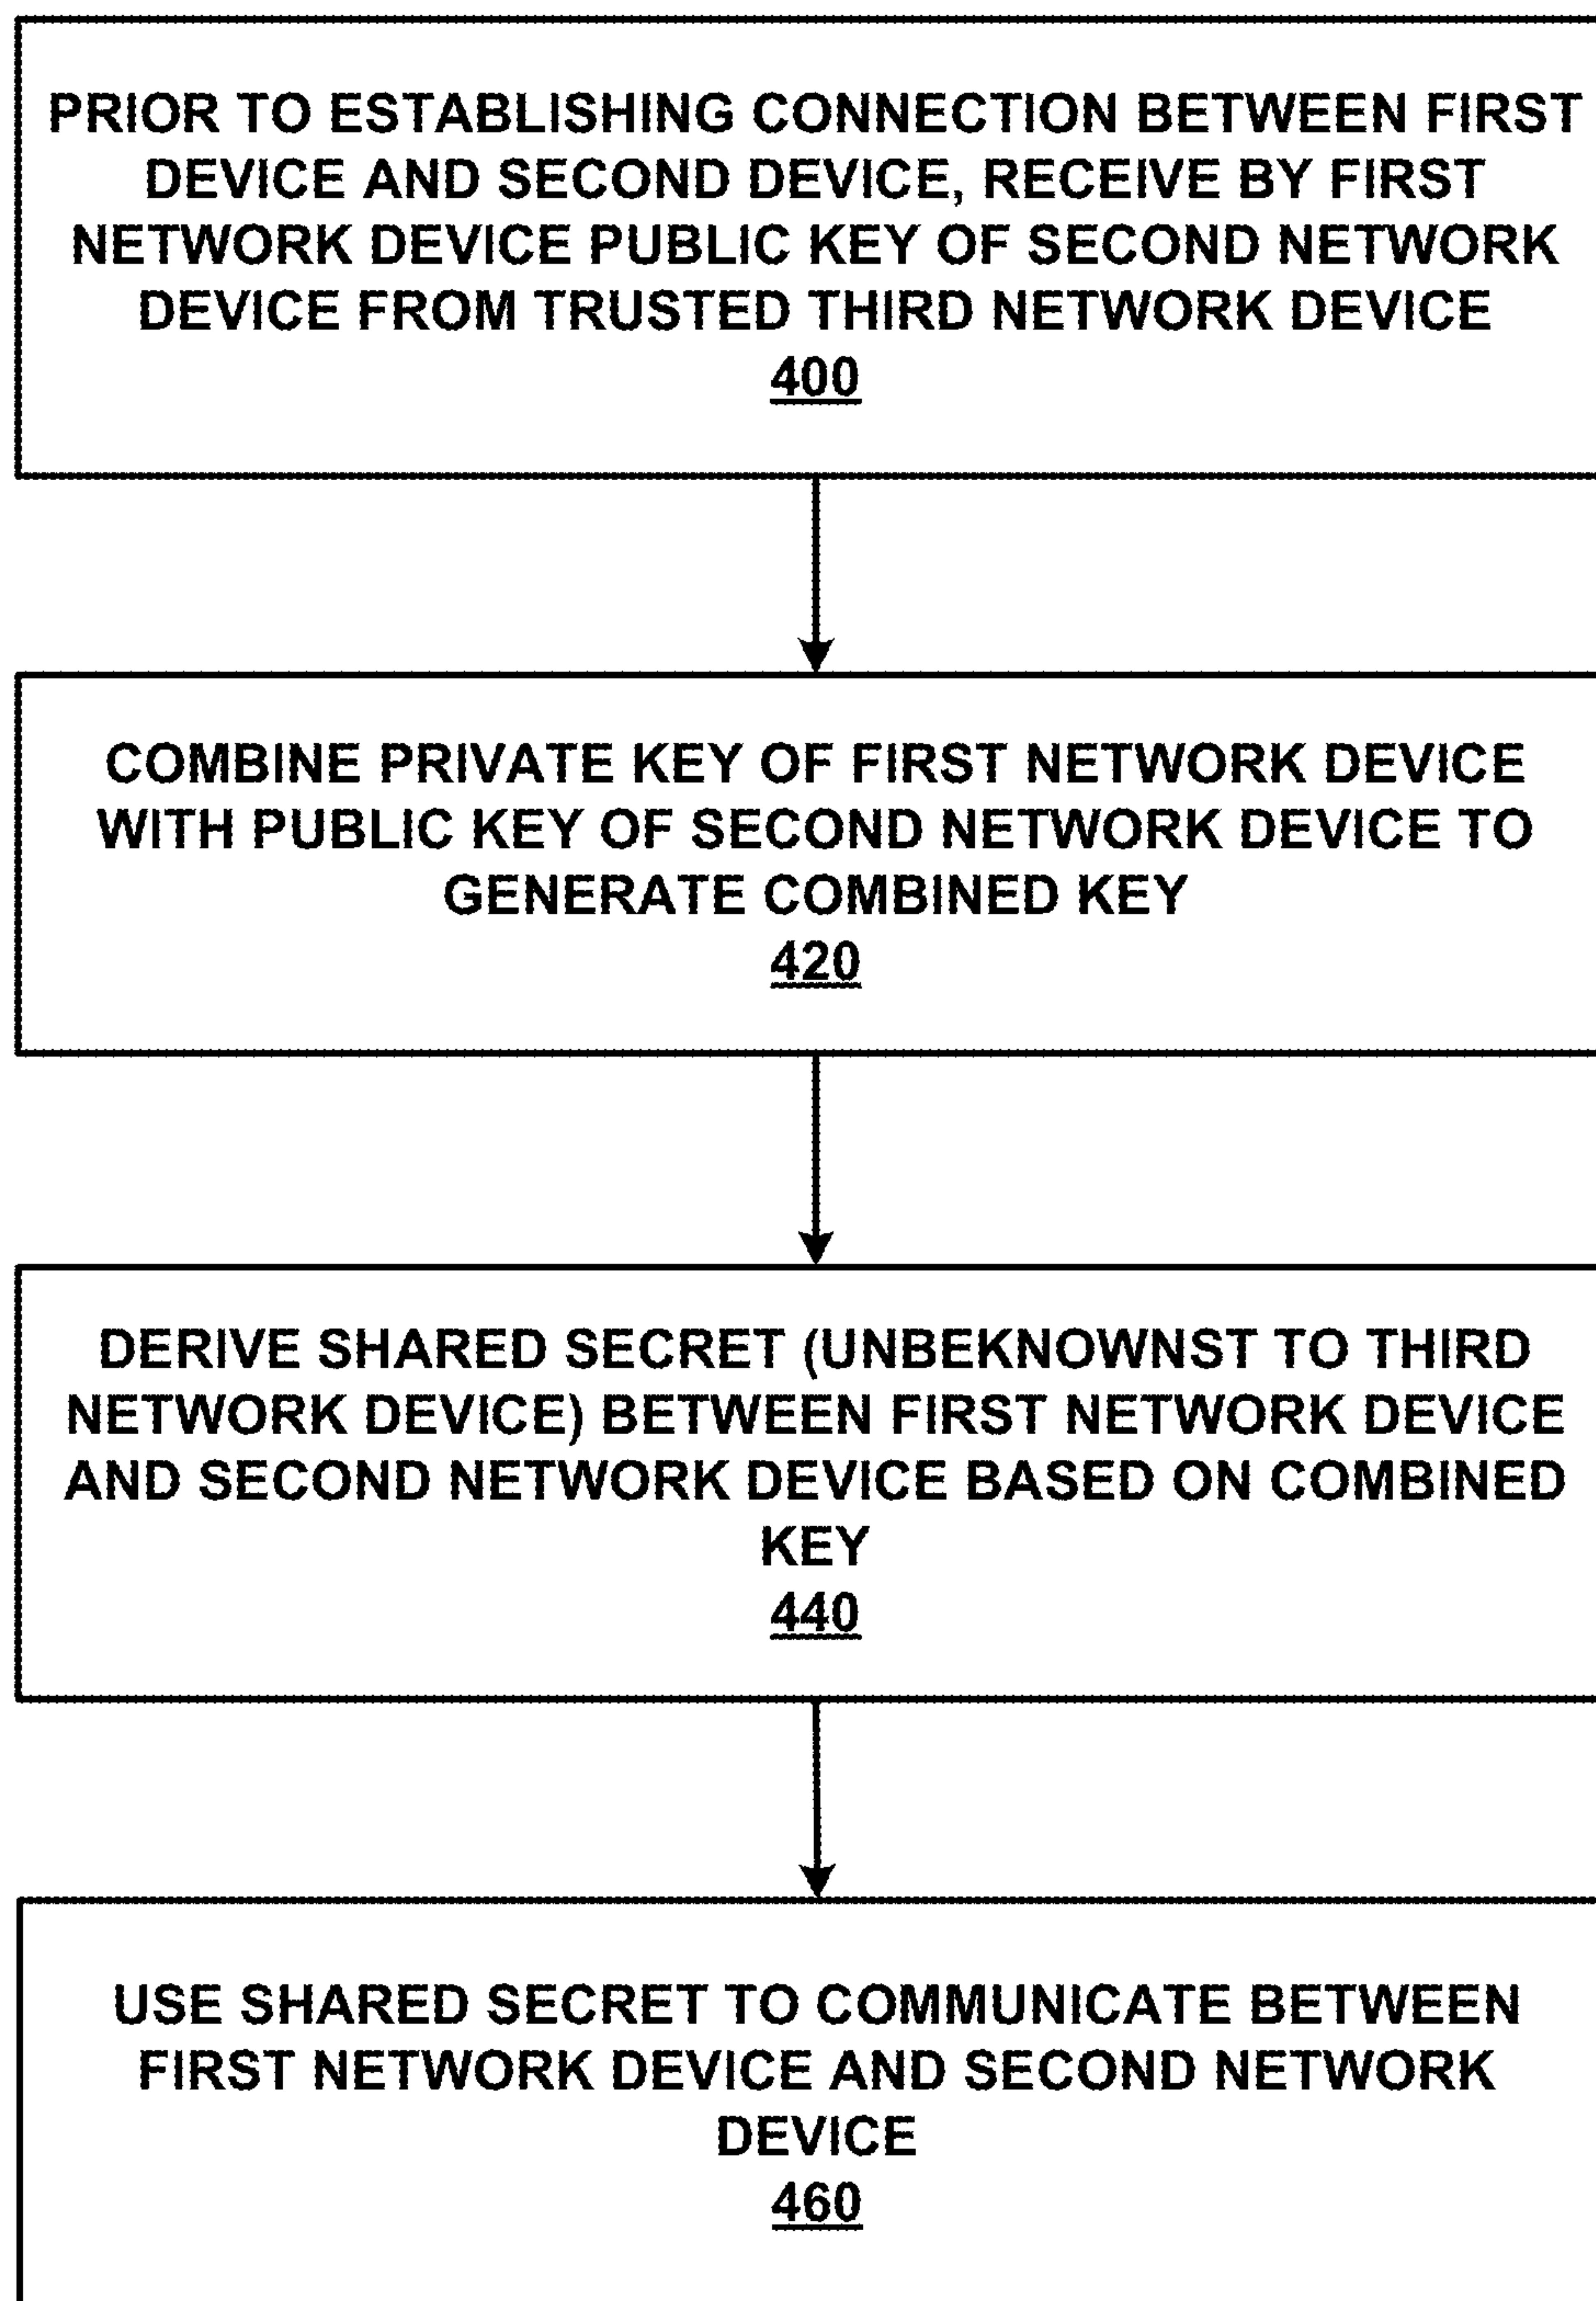 PRIOR TO ESTABLISHING CONNECTION BETWEEN FIRST
DEVICE AND SECOND DEVICE, RECEIVE BY FIRST
NETWORK DEVICE PUBLIC KEY OF SECOND NETWORK
DEVICE FROM TRUSTED THIRD NETWORK DEVICE
400
COMBINE PRIVATE KEY OF FIRST NETWORK DEVICE
WITH PUBLIC KEY OF SECOND NETWORK DEVICE TO
GENERATE COMBINED KEY
420
DERIVE SHARED SECRET (UNBEKNOWNST TO THIRD
NETWORK DEVICE) BETWEEN FIRST NETWORK DEVICE
AND SECOND NETWORK DEVICE BASED ON COMBINED
KEY
440
USE SHARED SECRET TO COMMUNICATE BETWEEN
FIRST NETWORK DEVICE AND SECOND NETWORK
DEVICE
460